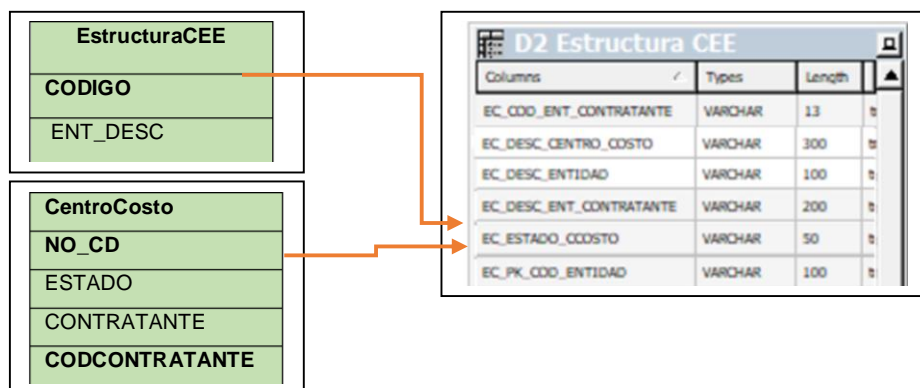 EstructuraCEE
CODIGO
ENT_DESC
CentroCosto
NO_CD
ESTADO
CONTRATANTE
CODCONTRATANTE
D2 Estructura CEE
Columns Types Length
EC_COD_ENT_CONTRATANTE VARCHAR 13
EC_DESC_CENTRO_COSTO VARCHAR 300
EC_DESC_ENTIDAD VARCHAR 100
EC_DESC_ENT_CONTRATANTE VARCHAR 200
EC_ESTADO_CCOSTO VARCHAR 50
EC_PK_COD_ENTIDAD VARCHAR 100